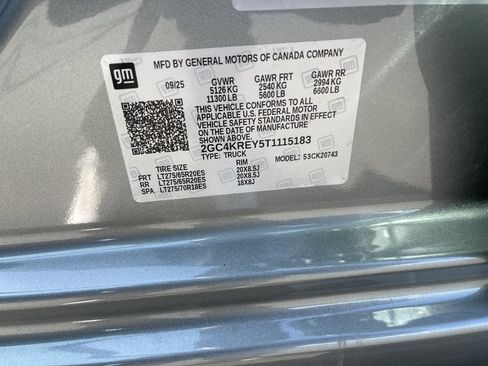 gm
MFD BY GENERAL MOTORS OF CANADA COMPANY
09/25 GVWR GAWR FRT GAWR RR
5126 KG 2540 KG 2994 KG
11300 LB 5600 LB 6600 LB
THIS VEHICLE CONFORMS TO ALL
APPLICABLE U.S. FEDERAL MOTOR
VEHICLE SAFETY STANDARDS IN
EFFECT ON THE DATE OF
MANUFACTURE SHOWN ABOVE.
2GC4KREY5T1115183
TYPE: TRUCK MODEL: 53CK20743
TIRE SIZE RIM
FRT LT275/65R20ES 20X8.5J
RR LT275/65R20ES 20X8.5J
LT275/70R18ES 18X8J